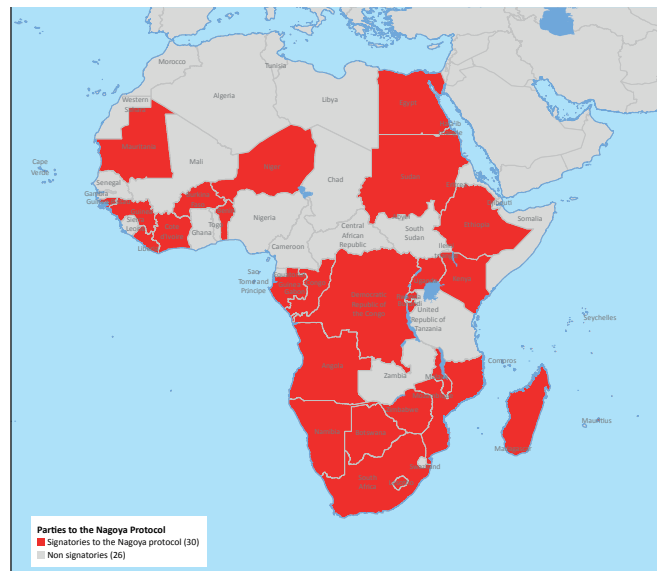 Morocco
Tunisia
Algeria
Libya
Egypt
Western
Mauritania
Mali
Niger
Chad
Sudan
Cape
Verde
Senegal
Gambia
Burkina
Djibouti
Somalia
Ethiopia
Nigeria
Togo
Ghana
Sierra
Leone
Cameroon
Central
African
Republic
South
Sudan
Sao
Tome and
Principe
Democratic
Republic of
the Congo
Kenya
United
Republic of
Tanzania
Seychelles
Comoros
Angola
Zambia
Mauritius
Namibia
Botswana
South
Africa
Parties to the Nagoya Protocol
Signatories to the Nagoya protocol (30)
Non signatories (26)